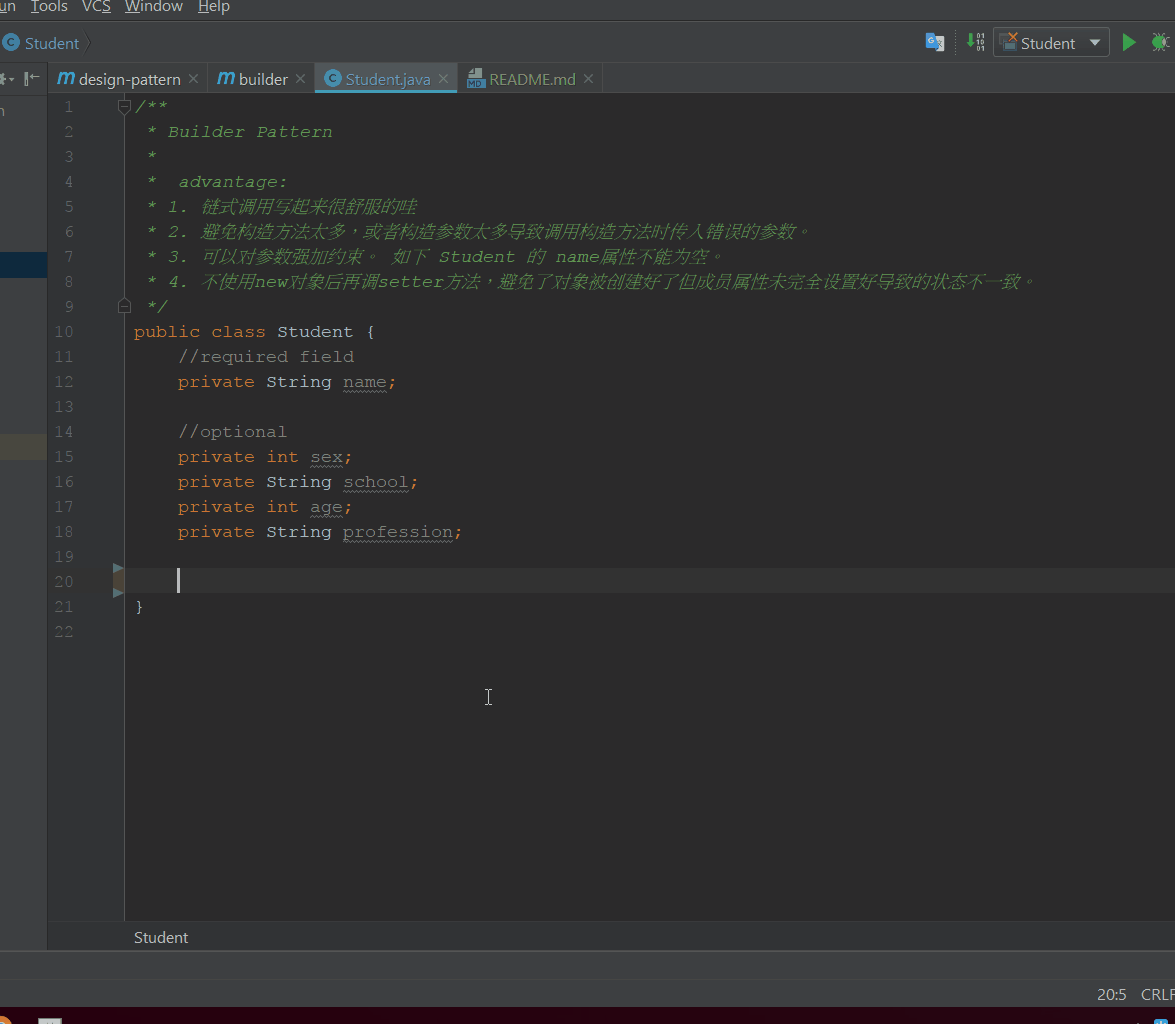 un Tools VCS Window Help
Student
Student
design-pattern builder Student.java README.md
1 /**
2 * Builder Pattern
3 *
4 * advantage:
5 * 1. 链式调用写起来很舒服的哇
6 * 2. 避免构造方法太多，或者构造参数太多导致调用构造方法时传入错误的参数。
7 * 3. 可以对参数强加约束。 如下 Student 的 name属性不能为空。
8 * 4. 不使用new对象后再调setter方法，避免了对象被创建好了但成员属性未完全设置好导致的状态不一致。
9 */
10 public class Student {
11 //required field
12 private String name;
13
14 //optional
15 private int sex;
16 private String school;
17 private int age;
18 private String profession;
19
20
21 }
22
Student
20:5 CRLF